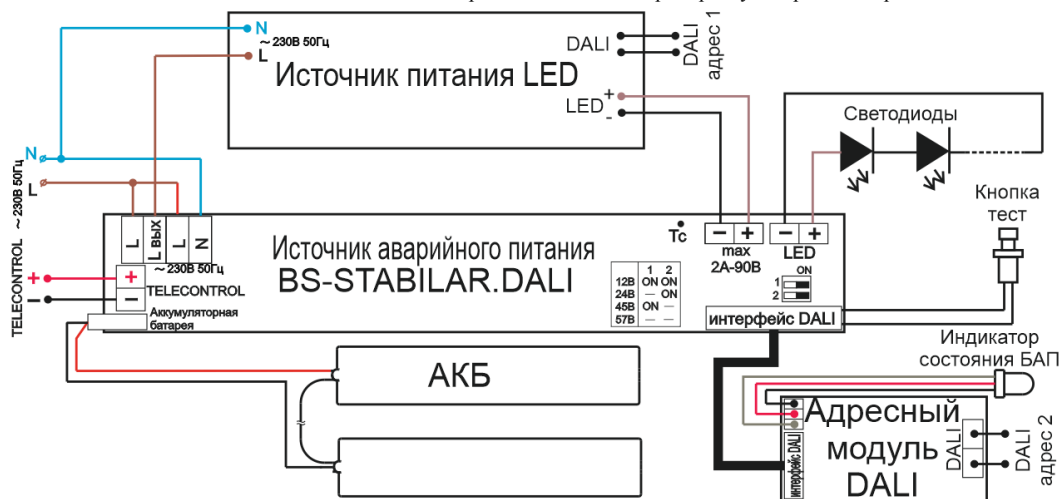 N
~ 230В 50Гц
L
Источник питания LED
DALI
DALI
адрес 1
LED
+
-
Светодиоды
N
L
~ 230В 50Гц
Кнопка
тест
L
L вых
L
N
~ 230В 50Гц
Источник аварийного питания
BS-STABILAR.DALI
Tc
− +
max
2А-90В
− +
LED
ON
1
2
1 2
12В ON ON
24В — ON
45В ON —
57В — —
TELECONTROL
+
−
+
−
TELECONTROL
Аккумуляторная
батарея
интерфейс DALI
Индикатор
состояния БАП
АКБ
Адресный
модуль
DALI
интерфейс DALI
DALI
DALI
адрес 2